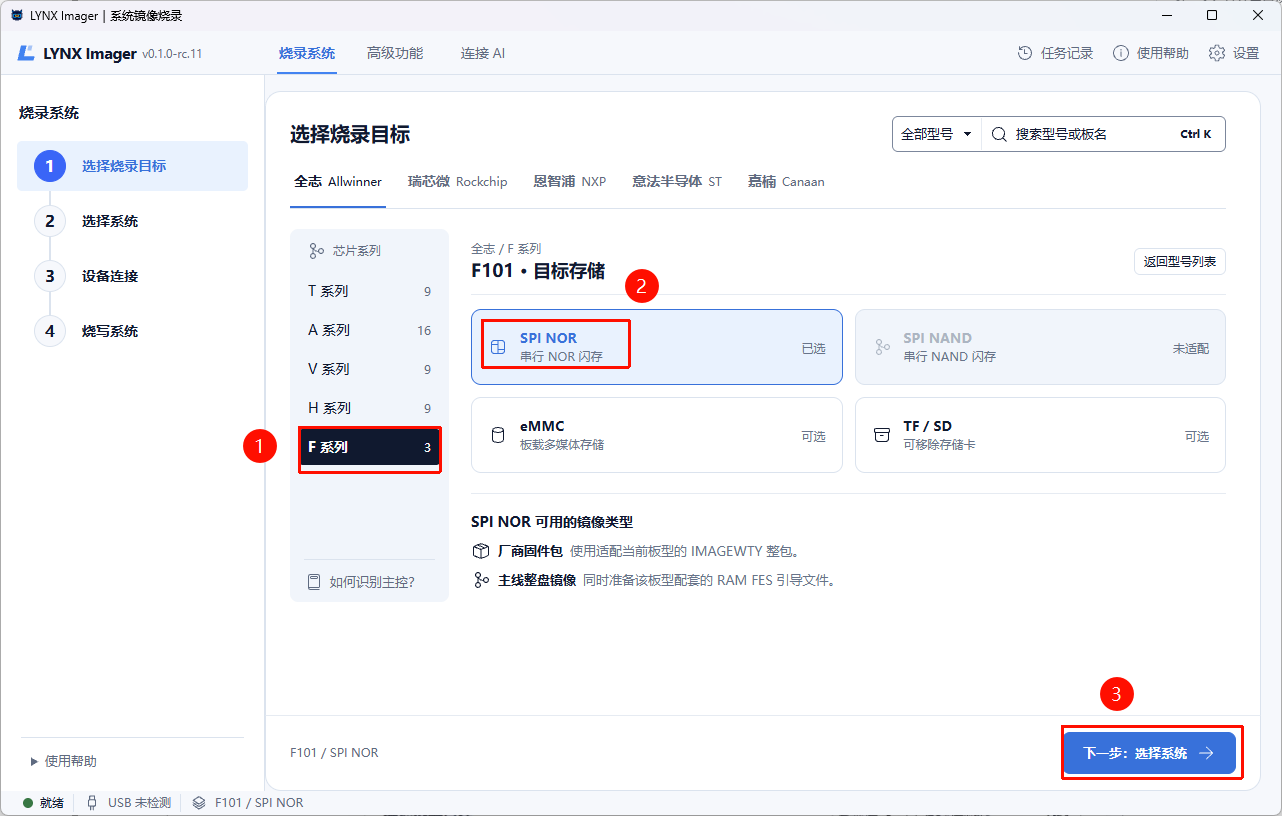 LYNX Imager | 系统镜像烧录
LYNX Imager v0.1.0-rc.11
烧录系统 高级功能 连接 AI
任务记录 使用帮助 设置
烧录系统
1 选择烧录目标
2 选择系统
3 设备连接
4 烧写系统
使用帮助
选择烧录目标
全部型号 搜索型号或板名 Ctrl K
全志 Allwinner 瑞芯微 Rockchip 恩智浦 NXP 意法半导体 ST 嘉楠 Canaan
芯片系列
T 系列 9
A 系列 16
V 系列 9
H 系列 9
1
F 系列 3
如何识别主控?
全志 / F 系列
F101 • 目标存储
返回型号列表
2
SPI NOR
串行 NOR 闪存
已选
SPI NAND
串行 NAND 闪存
未适配
eMMC
板载多媒体存储
可选
TF / SD
可移除存储卡
可选
SPI NOR 可用的镜像类型
厂商固件包 使用适配当前板型的 IMAGEWTY 整包。
主线整盘镜像 同时准备该板型配套的 RAM FES 引导文件。
3
F101 / SPI NOR
下一步：选择系统
就绪 USB 未检测 F101 / SPI NOR